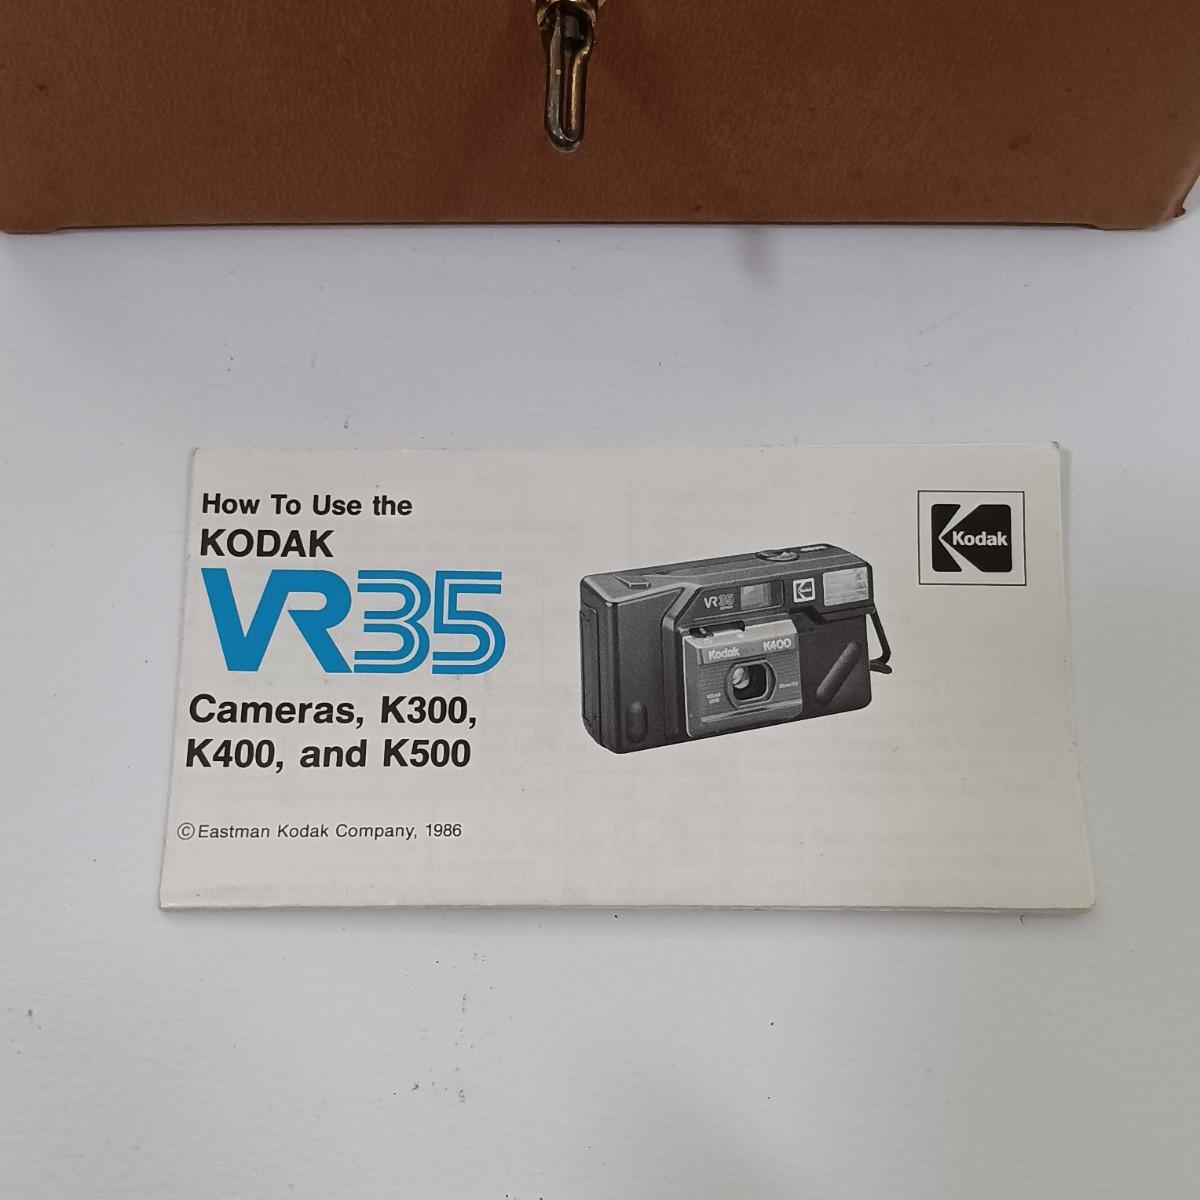 How To Use the
KODAK
VR35
Cameras, K300,
K400, and K500
©Eastman Kodak Company, 1986
VR35
Kodak K400
Kodak